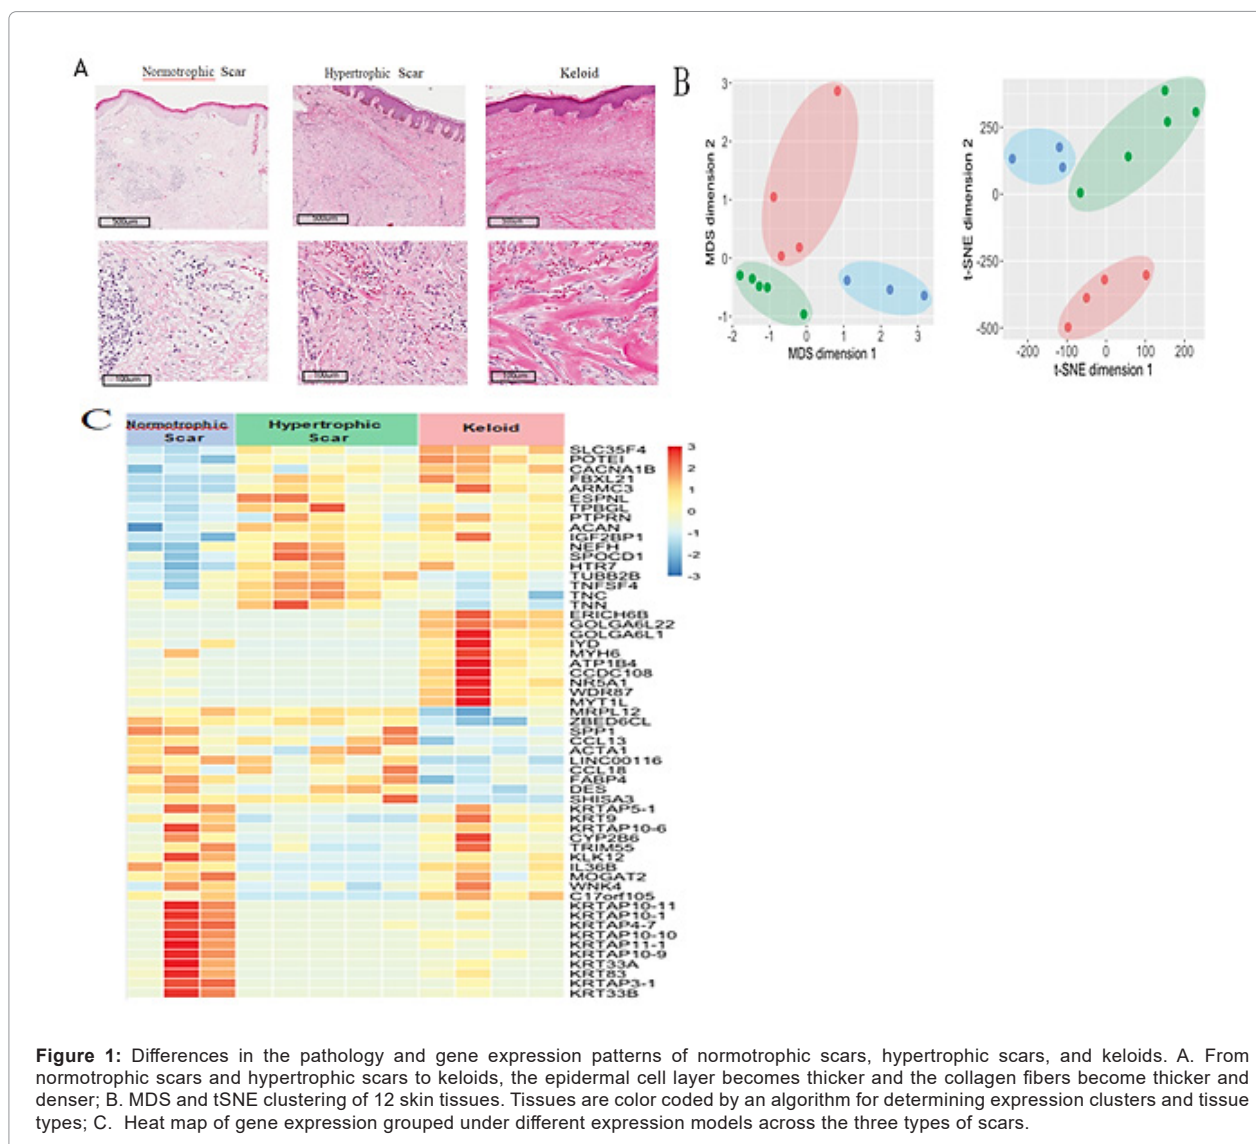 A
Normotrophic Scar
Hypertrophic Scar
Keloid
500um
500um
500um
100um
100um
100um
B
3
2
1
0
-1
-2
-1
0
1
2
3
MDS dimension 2
MDS dimension 1
250
0
-250
-500
-200
-100
0
100
200
t-SNE dimension 2
t-SNE dimension 1
C
Normotrophic
Scar
Hypertrophic
Scar
Keloid
SLC35F4
POTEI
CACNA1B
FBXL21
ARMC3
ESPNL
TPBGL
PTPRN
ACAN
IGF2BP1
NEFH
SPOCD1
HTR7
TUBB2B
TNFSF4
TNC
TNN
ERICH6B
GOLGA6L22
GOLGA6L1
IYD
MYH6
ATP1B4
CCDC108
NR5A1
WDR87
MYT1L
MRPL12
ZBED6CL
SPP1
CCL13
ACTA1
LINC00116
CCL18
FABP4
DES
SHISA3
KRTAP5-1
KRT9
KRTAP10-6
CYP2B6
TRIM55
KLK12
IL36B
MOGAT2
WNK4
C17orf105
KRTAP10-11
KRTAP10-1
KRTAP4-7
KRTAP10-10
KRTAP11-1
KRTAP10-9
KRT33A
KRT83
KRTAP3-1
KRT33B
3
2
1
0
-1
-2
-3
Figure 1: Differences in the pathology and gene expression patterns of normotrophic scars, hypertrophic scars, and keloids. A. From
normotrophic scars and hypertrophic scars to keloids, the epidermal cell layer becomes thicker and the collagen fibers become thicker and
denser; B. MDS and tSNE clustering of 12 skin tissues. Tissues are color coded by an algorithm for determining expression clusters and tissue
types; C. Heat map of gene expression grouped under different expression models across the three types of scars.